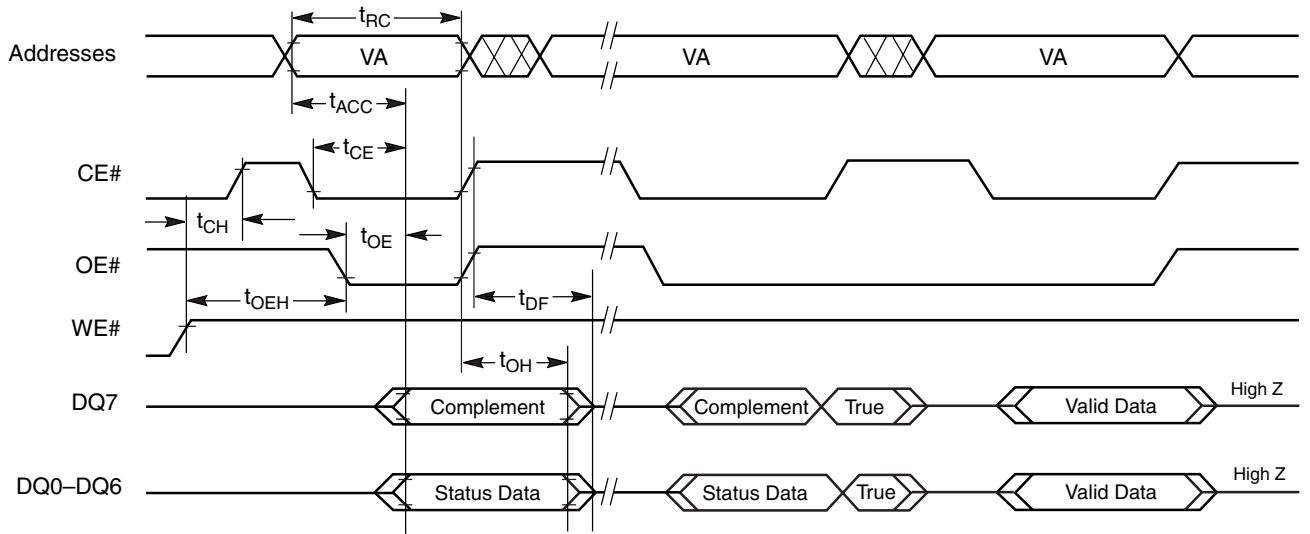 tRC
Addresses VA VA VA
tACC
tCE
CE#
tCH
tOE
OE#
tOEH
tDF
WE#
tOH
DQ7 Complement Complement True Valid Data High Z
DQ0–DQ6 Status Data Status Data True Valid Data High Z